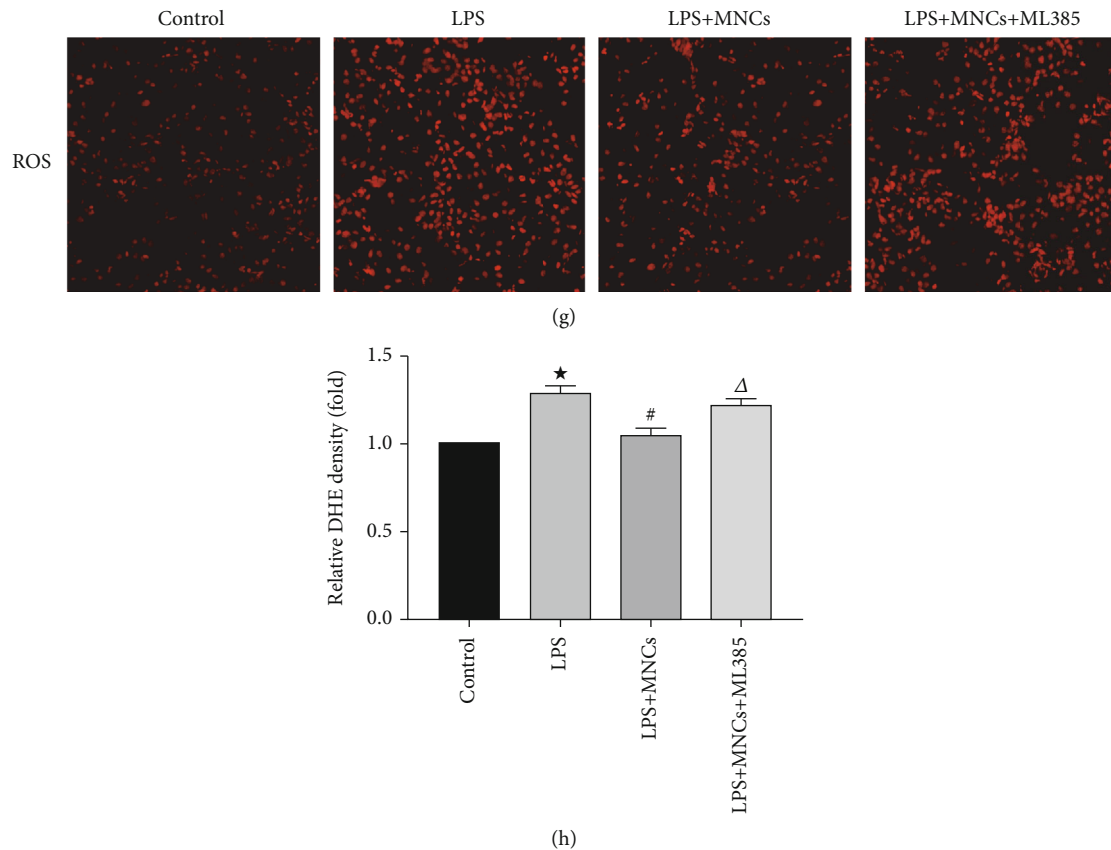 Control LPS LPS+MNCs LPS+MNCs+ML385
ROS
(g)
Relative DHE density (fold)
1.5
1.0
0.5
0.0
★
#
Δ
Control
LPS
LPS+MNCs
LPS+MNCs+ML385
(h)